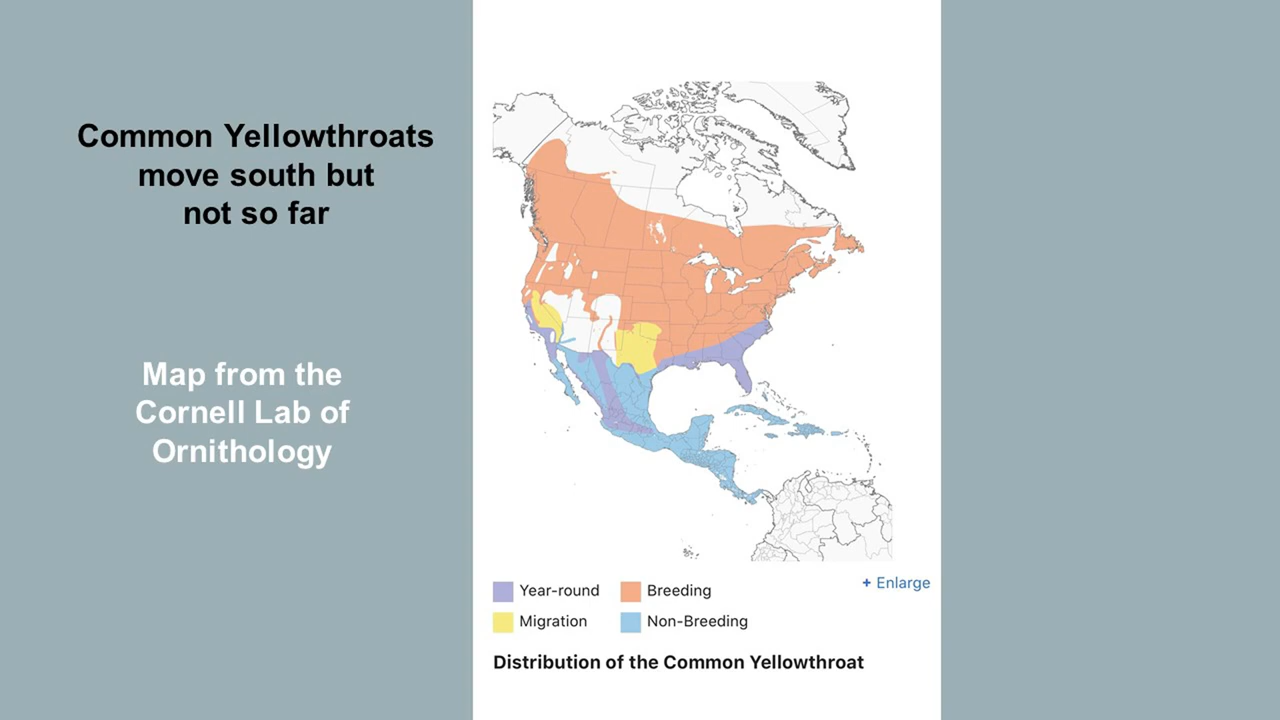 Common Yellowthroats
move south but
not so far
Map from the
Cornell Lab of
Ornithology
+ Enlarge
Year-round
Breeding
Migration
Non-Breeding
Distribution of the Common Yellowthroat